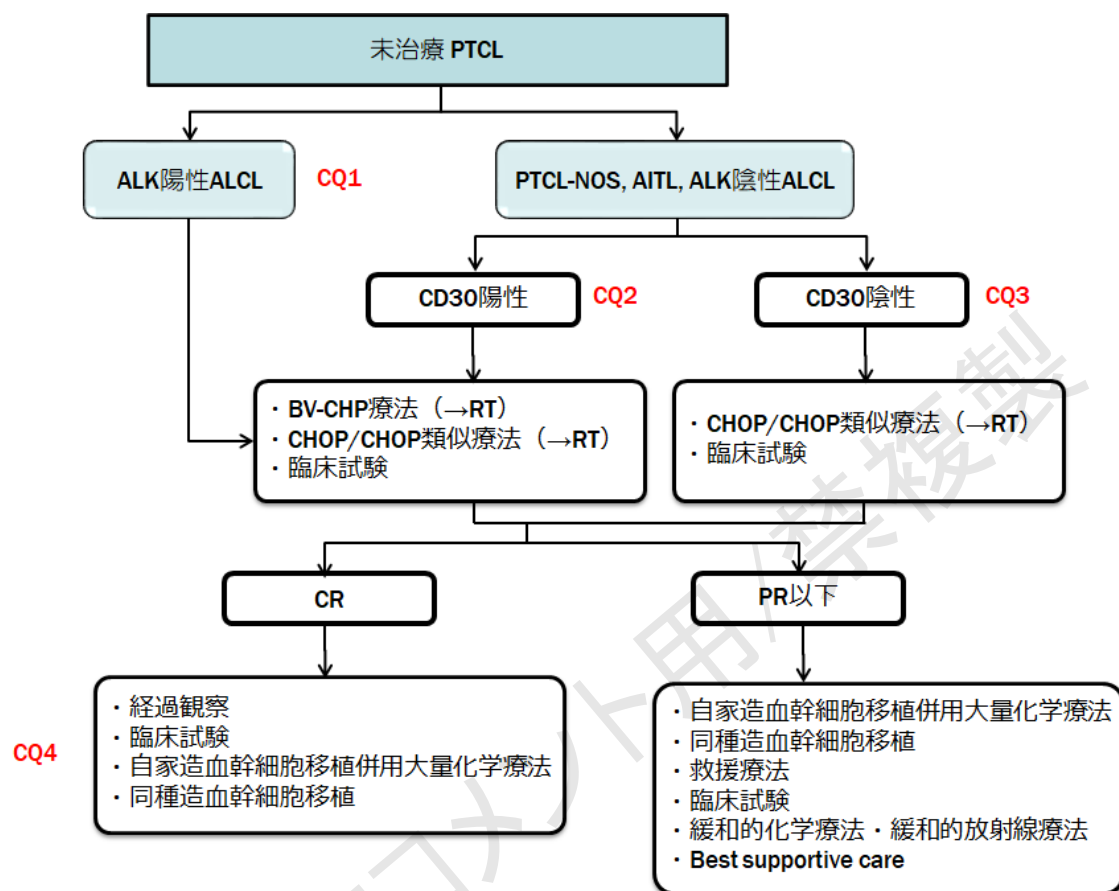 未治療 PTCL
ALK陽性ALCL
CQ1
PTCL-NOS, AITL, ALK陰性ALCL
CD30陽性
CQ2
CD30陰性
CQ3
・BV-CHP療法（→RT）
・CHOP/CHOP類似療法（→RT）
・臨床試験
・CHOP/CHOP類似療法（→RT）
・臨床試験
CR
PR以下
CQ4
・経過観察
・臨床試験
・自家造血幹細胞移植併用大量化学療法
・同種造血幹細胞移植
・自家造血幹細胞移植併用大量化学療法
・同種造血幹細胞移植
・救援療法
・臨床試験
・緩和的化学療法・緩和的放射線療法
・Best supportive care
コメント用/禁複製